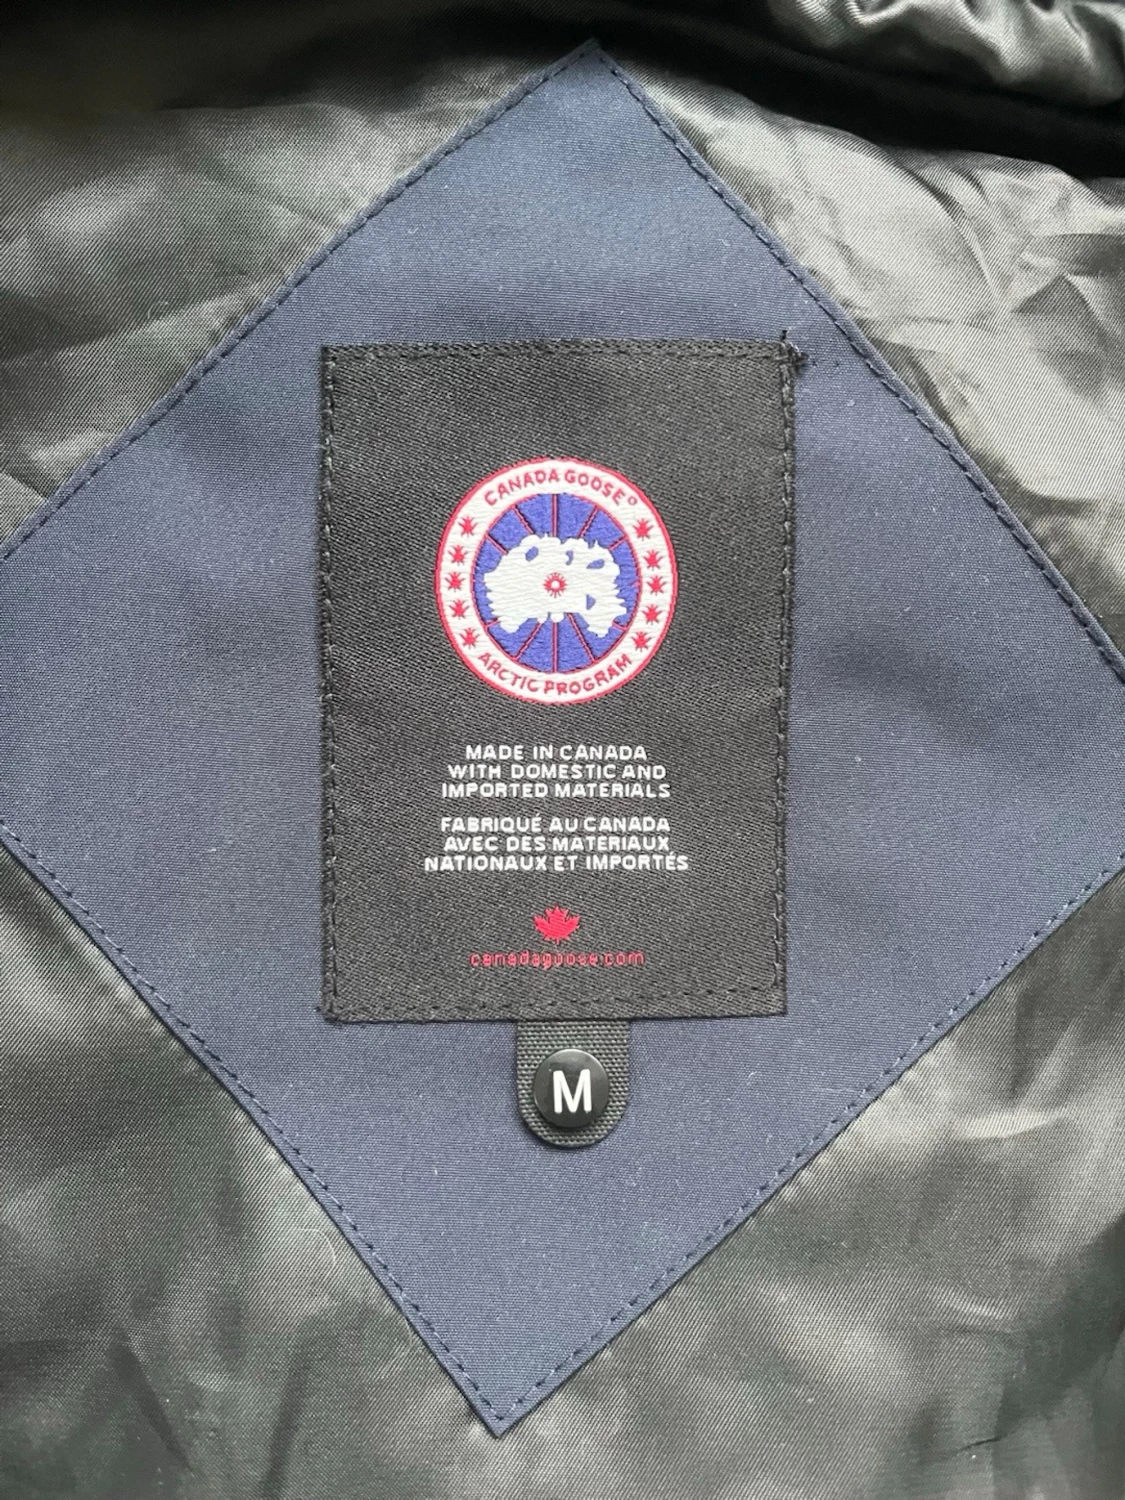 CANADA GOOSE®
ARCTIC PROGRAM
MADE IN CANADA
WITH DOMESTIC AND
IMPORTED MATERIALS
FABRIQUÉ AU CANADA
AVEC DES MATERIAUX
NATIONAUX ET IMPORTÉS
canadagoose.com
M